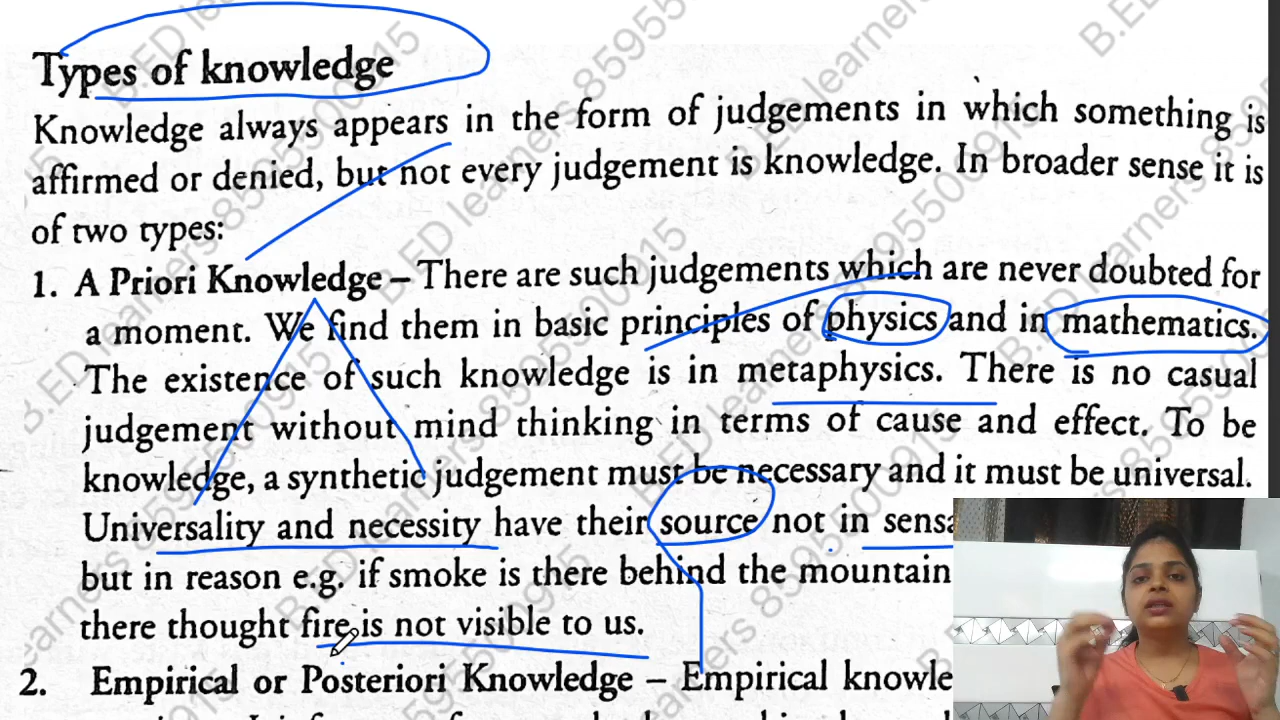 Types of knowledge
Knowledge always appears in the form of judgements in which something is
affirmed or denied, but not every judgement is knowledge. In broader sense it is
of two types:
1. A Priori Knowledge – There are such judgements which are never doubted for
a moment. We find them in basic principles of physics and in mathematics.
The existence of such knowledge is in metaphysics. There is no casual
judgement without mind thinking in terms of cause and effect. To be
knowledge, a synthetic judgement must be necessary and it must be universal.
Universality and necessity have their source not in
but in reason e.g. if smoke is there behind the mountain
there thought fire is not visible to us.
2. Empirical or Posteriori Knowledge – Empirical
B.ED learners 8595500915